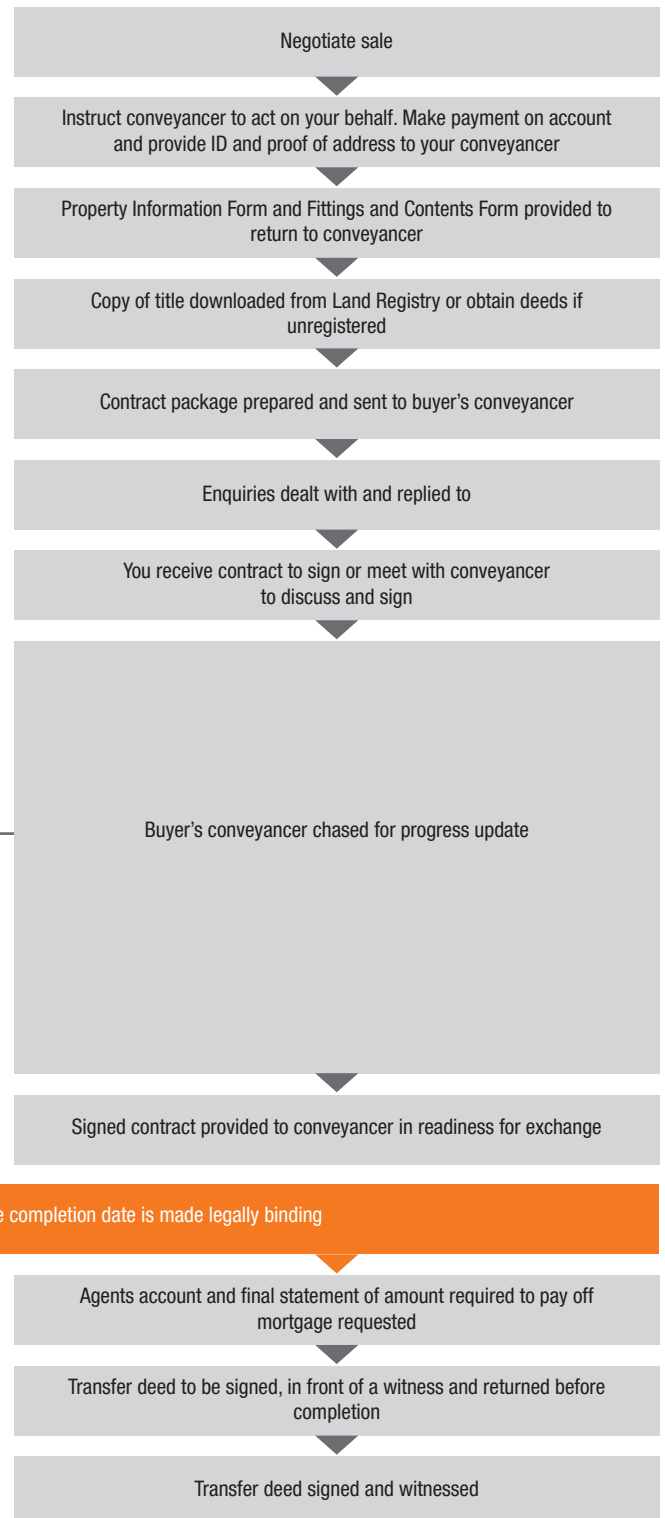 Negotiate sale
Instruct conveyancer to act on your behalf. Make payment on account
and provide ID and proof of address to your conveyancer
Property Information Form and Fittings and Contents Form provided to
return to conveyancer
Copy of title downloaded from Land Registry or obtain deeds if
unregistered
Contract package prepared and sent to buyer’s conveyancer
Enquiries dealt with and replied to
You receive contract to sign or meet with conveyancer
to discuss and sign
Buyer’s conveyancer chased for progress update
Signed contract provided to conveyancer in readiness for exchange
e completion date is made legally binding
Agents account and final statement of amount required to pay off
mortgage requested
Transfer deed to be signed, in front of a witness and returned before
completion
Transfer deed signed and witnessed